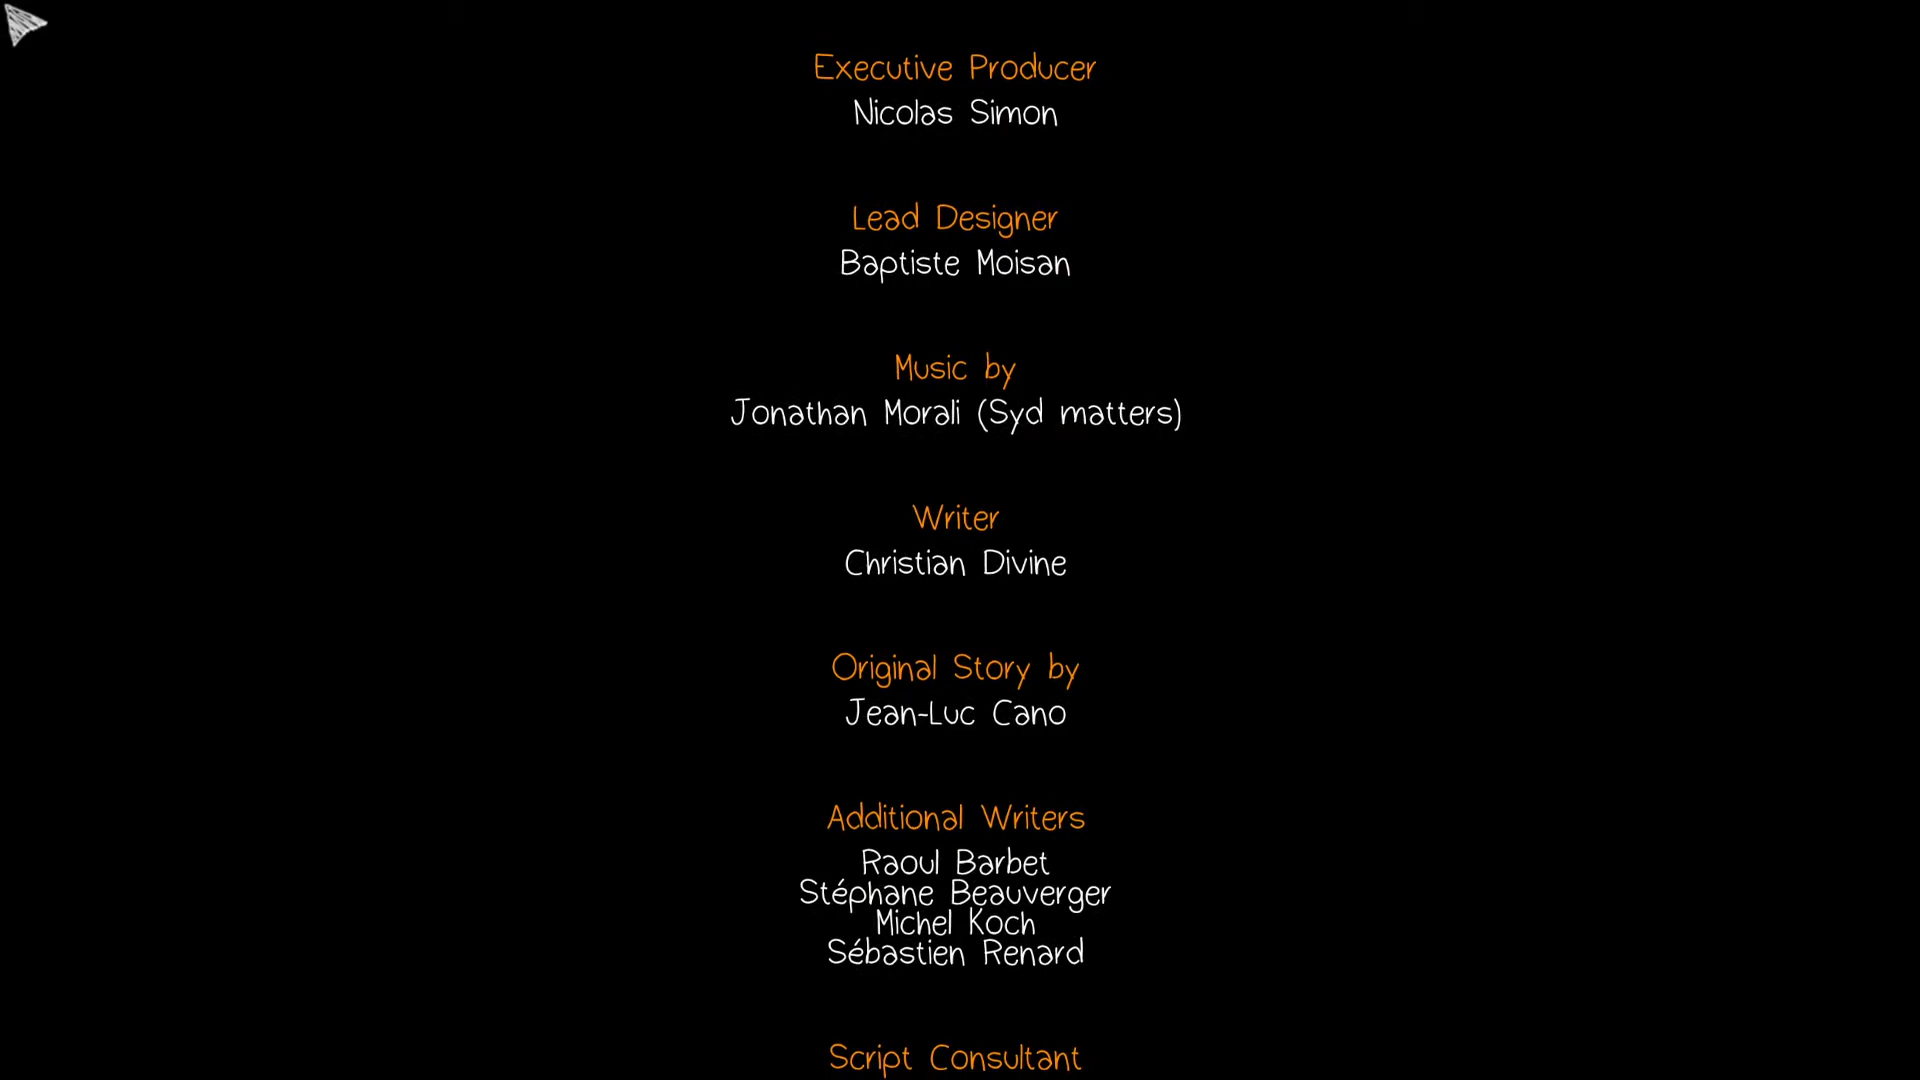 Executive Producer
Nicolas Simon
Lead Designer
Baptiste Moisan
Music by
Jonathan Morali (Syd matters)
Writer
Christian Divine
Original Story by
Jean-Luc Cano
Additional Writers
Raoul Barbet
Stéphane Beauverger
Michel Koch
Sébastien Renard
Script Consultant